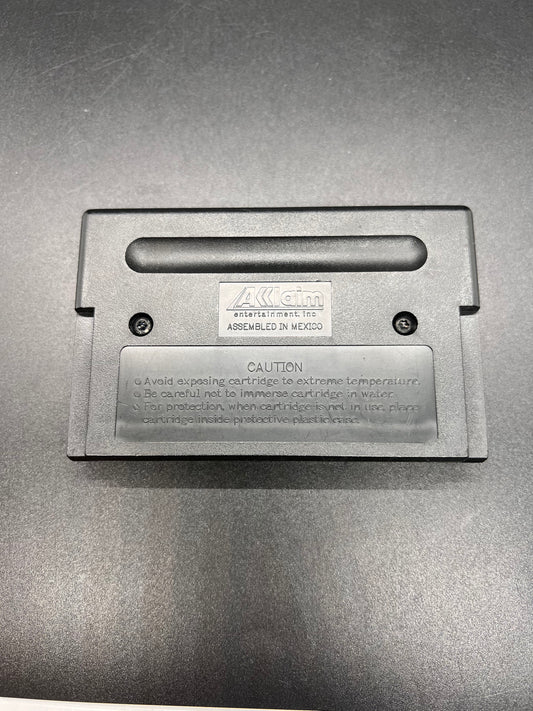 AKlaim
entertainment, inc
ASSEMBLED IN MEXICO
CAUTION
o Avoid exposing cartridge to extreme temperature.
o Be careful not to immerse cartridge in water.
o For protection, when cartridge is not in use, place
cartridge inside protective plastic case.